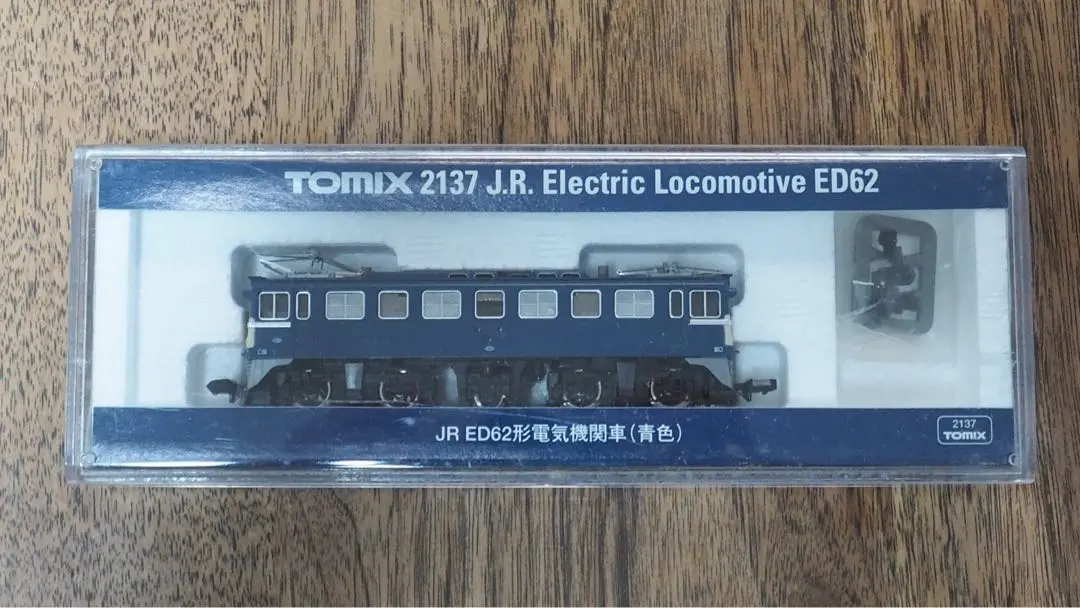 TOMIX 2137 J.R. Electric Locomotive ED62
JR ED62形電気機関車(青色)
2137
TOMIX